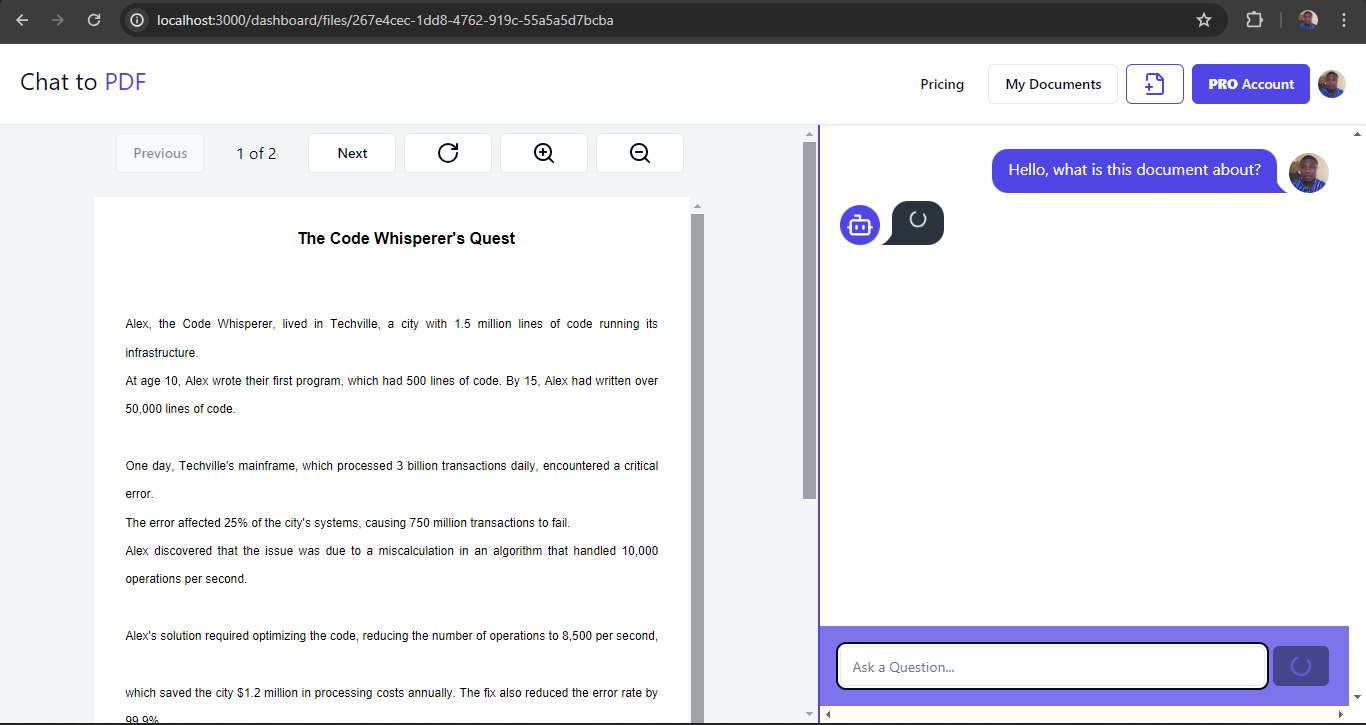 localhost:3000/dashboard/files/267e4cec-1dd8-4762-919c-55a5a5d7bcba
Chat to PDF
Pricing
My Documents
PRO Account
Previous
1 of 2
Next
The Code Whisperer's Quest
Alex, the Code Whisperer, lived in Techville, a city with 1.5 million lines of code running its
infrastructure.
At age 10, Alex wrote their first program, which had 500 lines of code. By 15, Alex had written over
50,000 lines of code.
One day, Techville's mainframe, which processed 3 billion transactions daily, encountered a critical
error.
The error affected 25% of the city's systems, causing 750 million transactions to fail.
Alex discovered that the issue was due to a miscalculation in an algorithm that handled 10,000
operations per second.
Alex's solution required optimizing the code, reducing the number of operations to 8,500 per second,
which saved the city $1.2 million in processing costs annually. The fix also reduced the error rate by
99.9%
Hello, what is this document about?
Ask a Question...